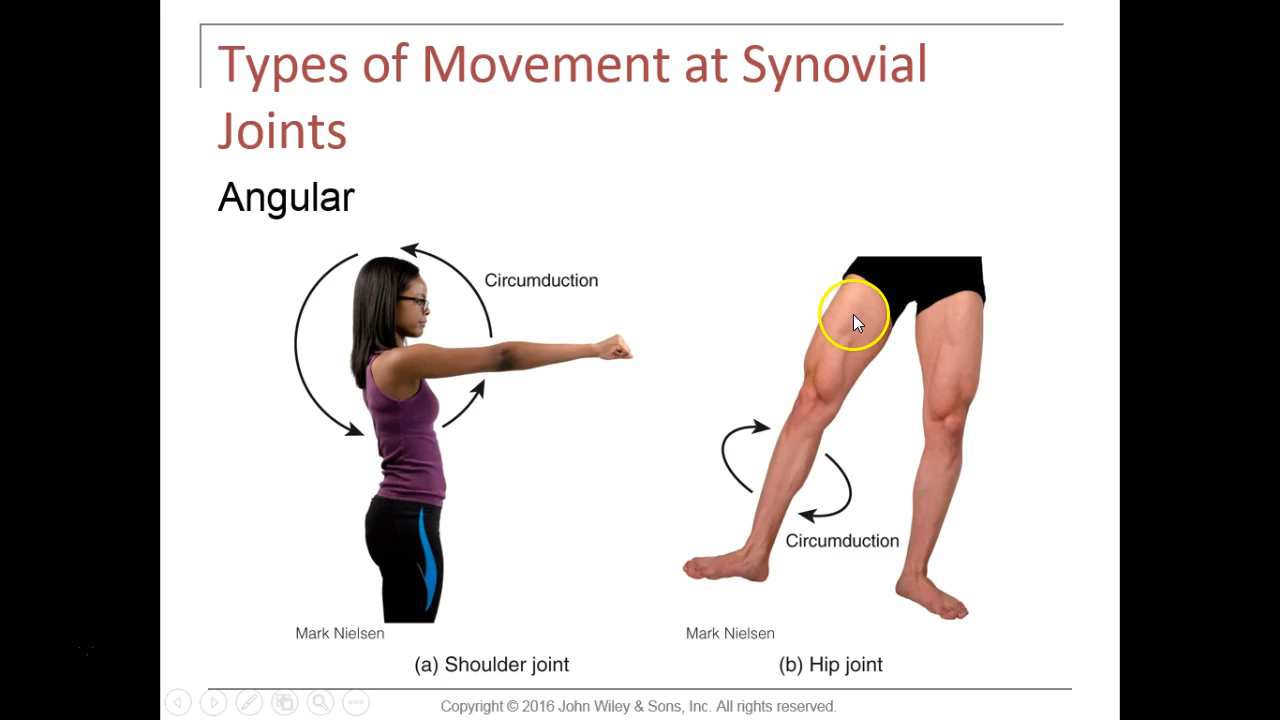 Types of Movement at Synovial
Joints
Angular
Circumduction
Circumduction
Mark Nielsen
Mark Nielsen
(a) Shoulder joint
(b) Hip joint
Copyright © 2016 John Wiley & Sons, Inc. All rights reserved.